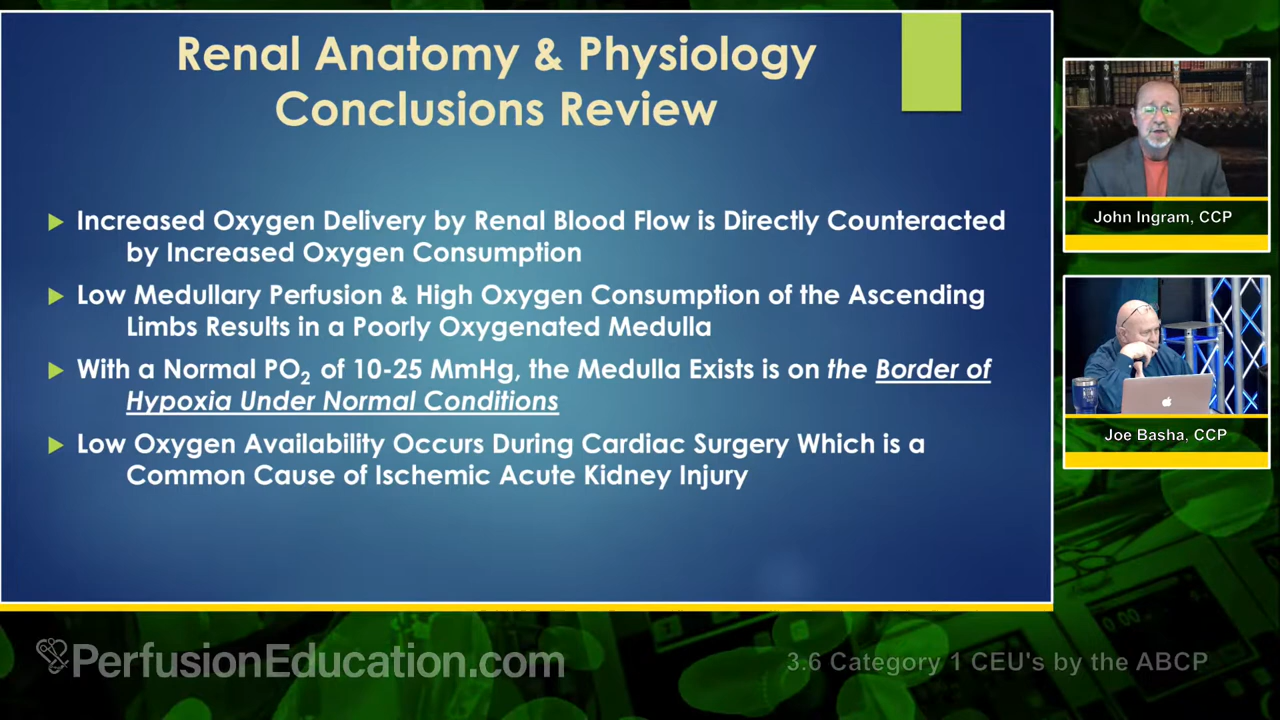 Renal Anatomy & Physiology
Conclusions Review
Increased Oxygen Delivery by Renal Blood Flow is Directly Counteracted
by Increased Oxygen Consumption
Low Medullary Perfusion & High Oxygen Consumption of the Ascending
Limbs Results in a Poorly Oxygenated Medulla
With a Normal PO2 of 10-25 MmHg, the Medulla Exists is on the Border of
Hypoxia Under Normal Conditions
Low Oxygen Availability Occurs During Cardiac Surgery Which is a
Common Cause of Ischemic Acute Kidney Injury
John Ingram, CCP
Joe Basha, CCP
PerfusionEducation.com
3.6 Category 1 CEU's by the ABCP